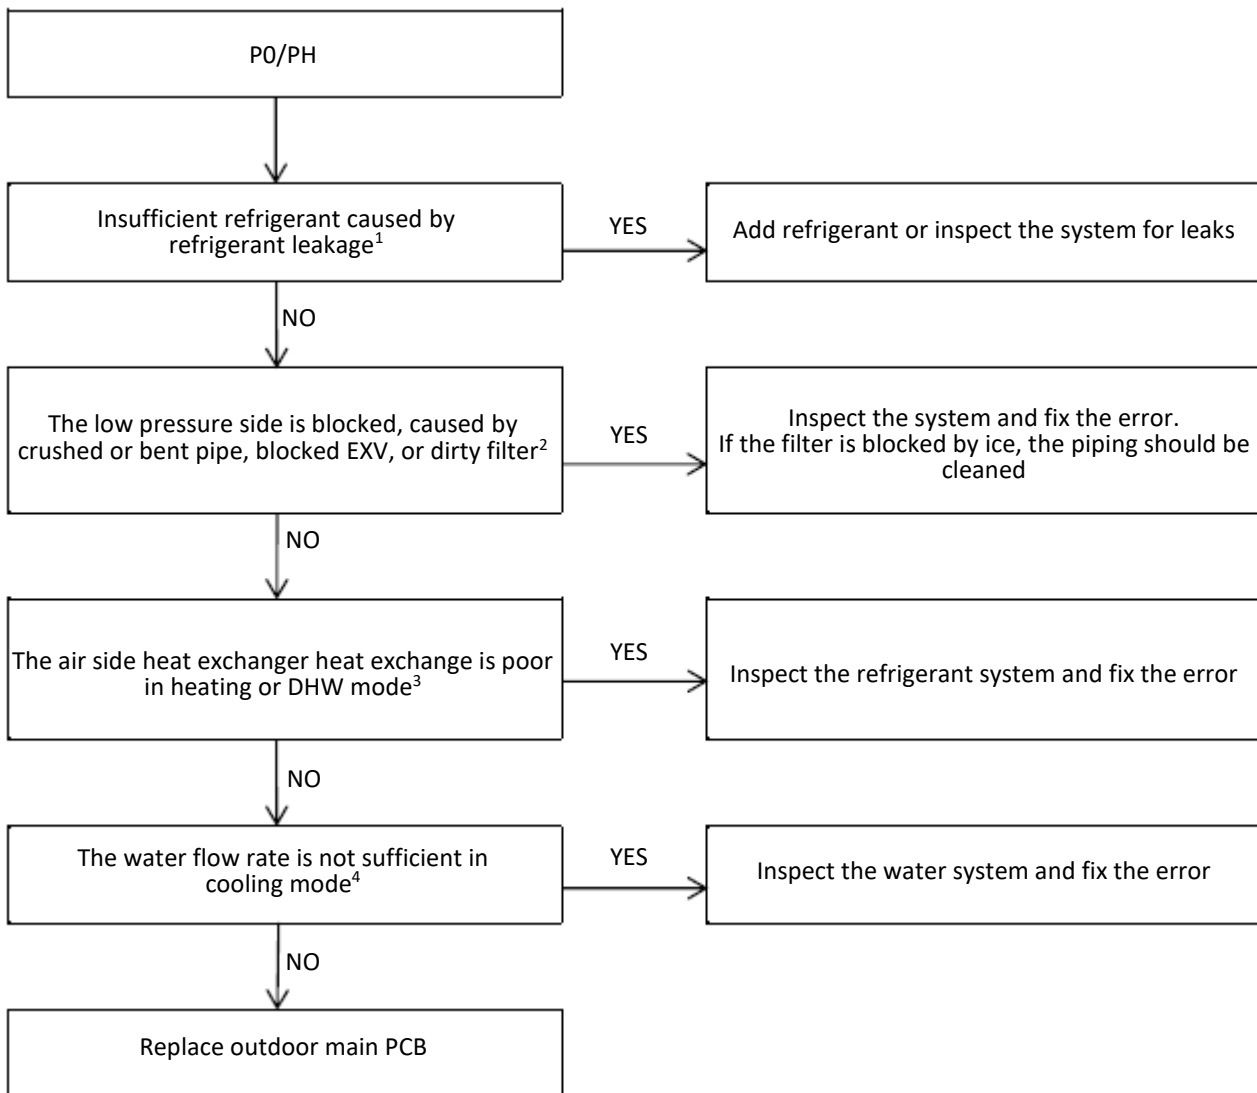 P0/PH
Insufficient refrigerant caused by
refrigerant leakage¹
YES
Add refrigerant or inspect the system for leaks
NO
The low pressure side is blocked, caused by
crushed or bent pipe, blocked EXV, or dirty filter²
YES
Inspect the system and fix the error.
If the filter is blocked by ice, the piping should be
cleaned
NO
The air side heat exchanger heat exchange is poor
in heating or DHW mode³
YES
Inspect the refrigerant system and fix the error
NO
The water flow rate is not sufficient in
cooling mode⁴
YES
Inspect the water system and fix the error
NO
Replace outdoor main PCB